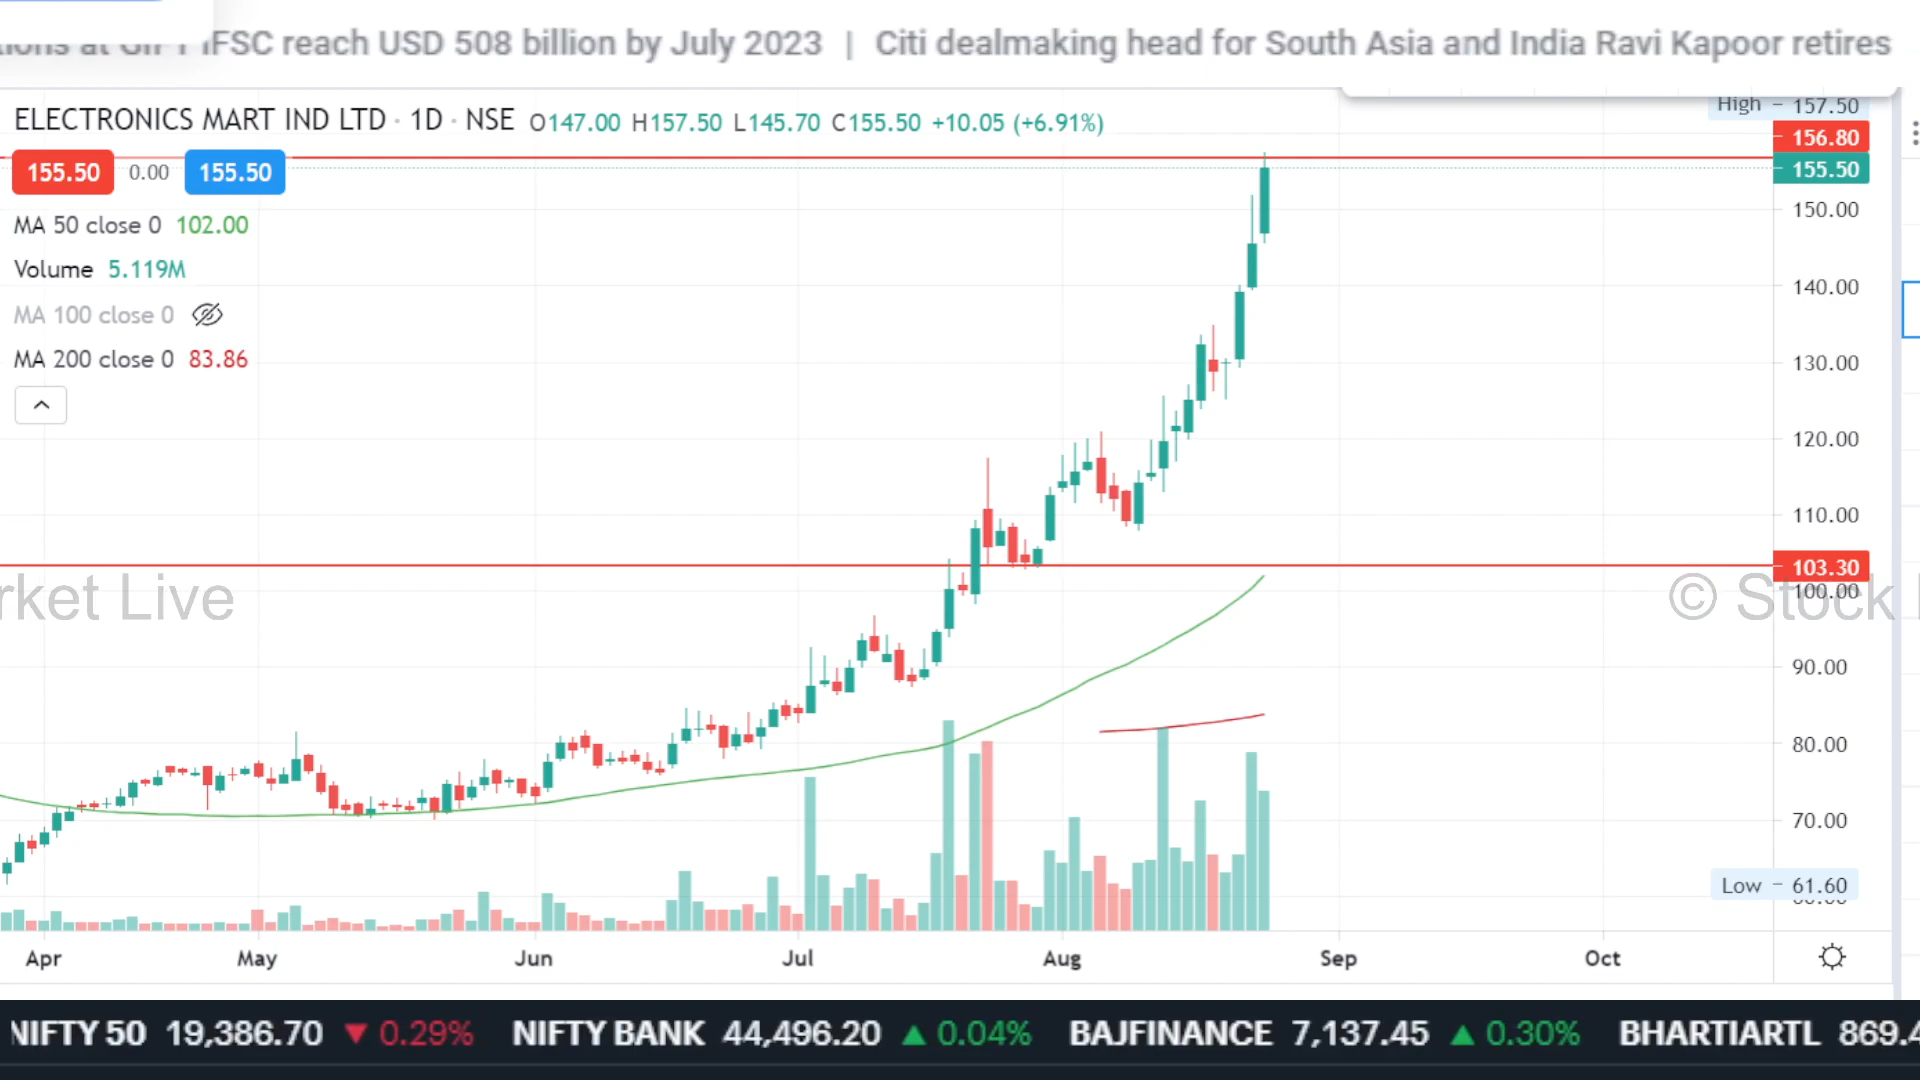 IFSC reach USD 508 billion by July 2023 | Citi dealmaking head for South Asia and India Ravi Kapoor retires
ELECTRONICS MART IND LTD · 1D · NSE O147.00 H157.50 L145.70 C155.50 +10.05 (+6.91%)
High 157.50
156.80
155.50 0.00 155.50
155.50
150.00
MA 50 close 0 102.00
Volume 5.119M
140.00
MA 100 close 0
MA 200 close 0 83.86
130.00
120.00
110.00
103.30
100.00
rket Live
© Stock
90.00
80.00
70.00
Low 61.60
Apr May Jun Jul Aug Sep Oct
NIFTY 50 19,386.70 ▼ 0.29% NIFTY BANK 44,496.20 ▲ 0.04% BAJFINANCE 7,137.45 ▲ 0.30% BHARTIARTL 869.4